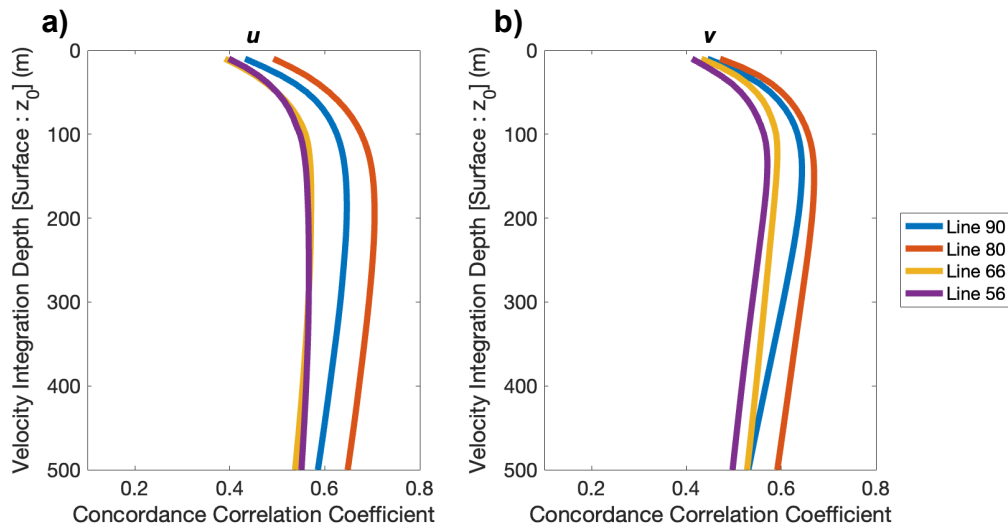 a)
u
Velocity Integration Depth [Surface : z0] (m)
0
100
200
300
400
500
0.2
0.4
0.6
0.8
Concordance Correlation Coefficient
b)
v
Velocity Integration Depth [Surface : z0] (m)
0
100
200
300
400
500
0.2
0.4
0.6
0.8
Concordance Correlation Coefficient
Line 90
Line 80
Line 66
Line 56